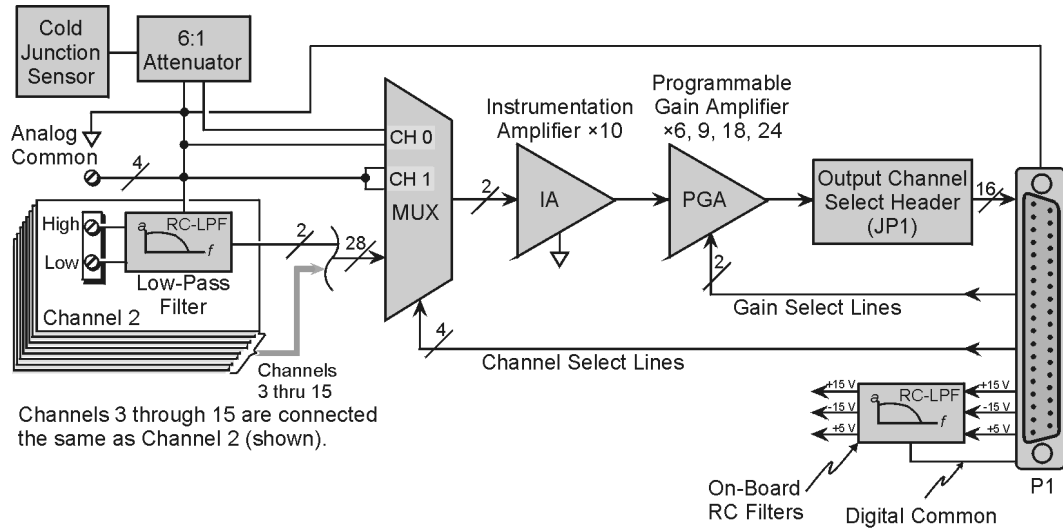 Cold
Junction
Sensor
6:1
Attenuator
Analog
Common
4
CH 0
CH 1
MUX
Instrumentation
Amplifier ×10
Programmable
Gain Amplifier
×6, 9, 18, 24
2
IA
PGA
Output Channel
Select Header
(JP1)
16
High
Low
RC-LPF
a
f
Low-Pass
Filter
Channel 2
2
28
Channels
3 thru 15
4
Channel Select Lines
2
Gain Select Lines
Channels 3 through 15 are connected
the same as Channel 2 (shown).
+15 V
-15 V
+5 V
RC-LPF
a
f
+15 V
-15 V
+5 V
P1
On-Board
RC Filters
Digital Common